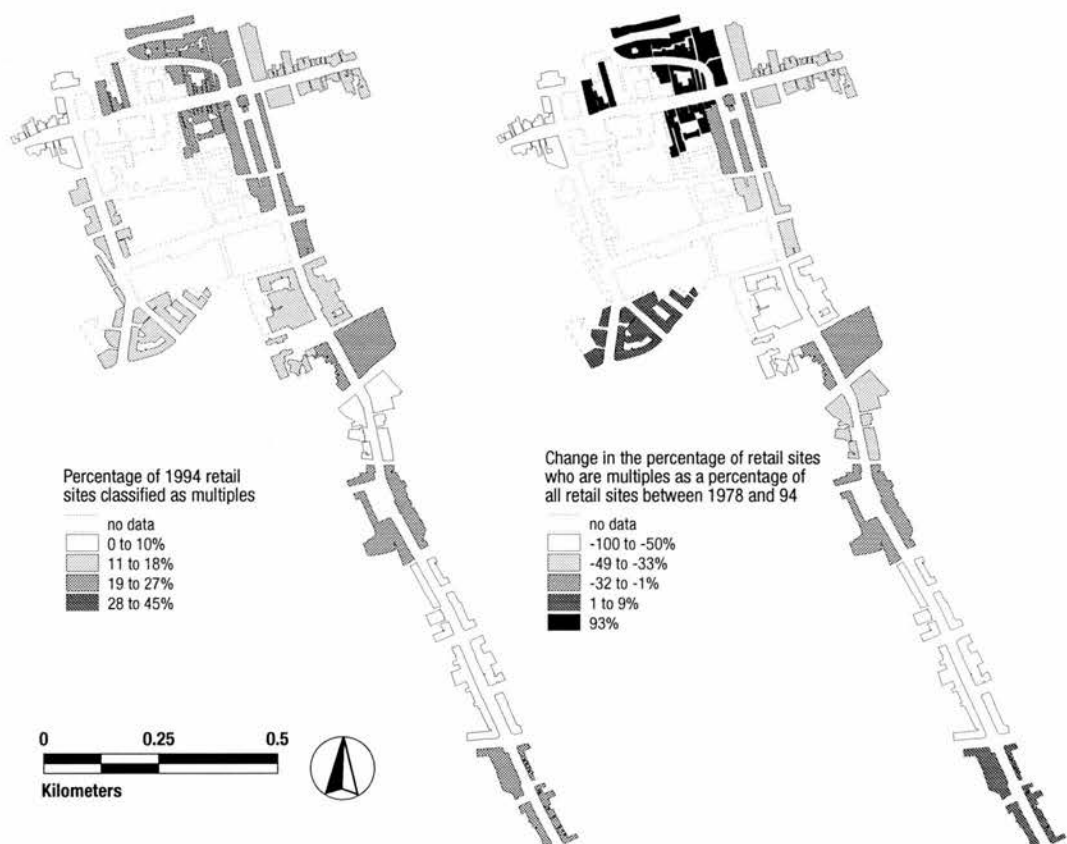 Percentage of 1994 retail
sites classified as multiples
no data
0 to 10%
11 to 18%
19 to 27%
28 to 45%
Change in the percentage of retail sites
who are multiples as a percentage of
all retail sites between 1978 and 94
no data
-100 to -50%
-49 to -33%
-32 to -1%
1 to 9%
93%
0 0.25 0.5
Kilometers